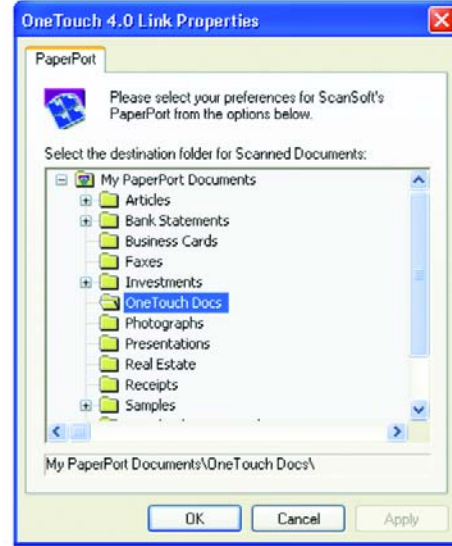 OneTouch 4.0 Link Properties
PaperPort
Please select your preferences for ScanSoft's
PaperPort from the options below.
Select the destination folder for Scanned Documents:
My PaperPort Documents
Articles
Bank Statements
Business Cards
Faxes
Investments
OneTouch Docs
Photographs
Presentations
Real Estate
Receipts
Samples
My PaperPort Documents\OneTouch Docs\
OK Cancel Apply